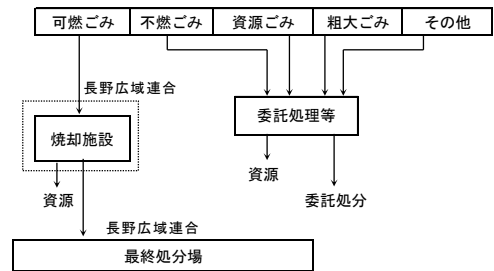 可燃ごみ 不燃ごみ 資源ごみ 粗大ごみ その他
長野広域連合
焼却施設
委託処理等
資源
資源
委託処分
長野広域連合
最終処分場